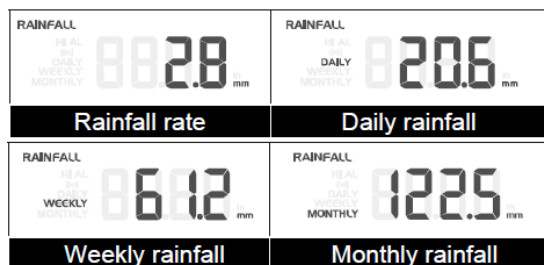 RAINFALL
2.8 mm
Rainfall rate
RAINFALL
DAILY
20.6 mm
Daily rainfall
RAINFALL
WEEKLY
61.2 mm
Weekly rainfall
RAINFALL
MONTHLY
122.5 mm
Monthly rainfall